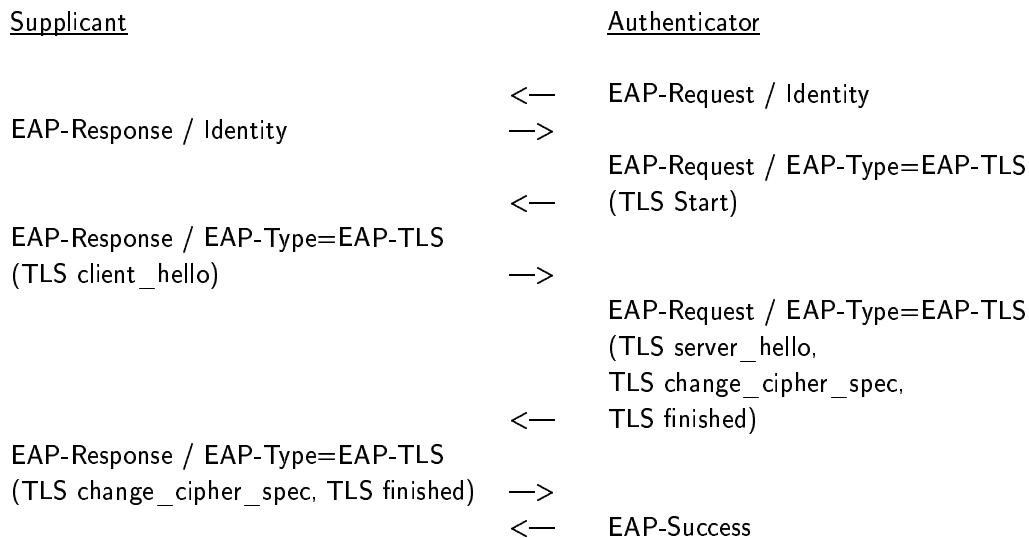 Supplicant Authenticator
<— EAP-Request / Identity
EAP-Response / Identity —>
EAP-Request / EAP-Type=EAP-TLS
<— (TLS Start)
EAP-Response / EAP-Type=EAP-TLS
(TLS client_hello) —>
EAP-Request / EAP-Type=EAP-TLS
(TLS server_hello,
TLS change_cipher_spec,
<— TLS finished)
EAP-Response / EAP-Type=EAP-TLS
(TLS change_cipher_spec, TLS finished) —>
<— EAP-Success